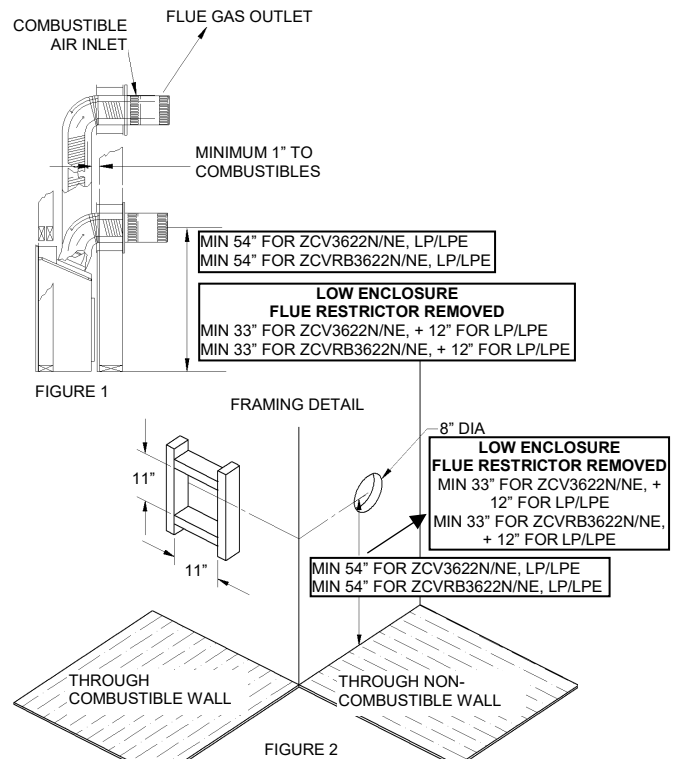 COMBUSTIBLE
AIR INLET
FLUE GAS OUTLET
MINIMUM 1” TO
COMBUSTIBLES
MIN 54” FOR ZCV3622N/NE, LP/LPE
MIN 54” FOR ZCVRB3622N/NE, LP/LPE
LOW ENCLOSURE
FLUE RESTRICTOR REMOVED
MIN 33” FOR ZCV3622N/NE, + 12” FOR LP/LPE
MIN 33” FOR ZCVRB3622N/NE, + 12” FOR LP/LPE
FIGURE 1
FRAMING DETAIL
11”
11”
8” DIA
LOW ENCLOSURE
FLUE RESTRICTOR REMOVED
MIN 33” FOR ZCV3622N/NE, +
12” FOR LP/LPE
MIN 33” FOR ZCVRB3622N/NE,
+ 12” FOR LP/LPE
MIN 54” FOR ZCV3622N/NE, LP/LPE
MIN 54” FOR ZCVRB3622N/NE, LP/LPE
THROUGH
COMBUSTIBLE WALL
THROUGH NON-
COMBUSTIBLE WALL
FIGURE 2